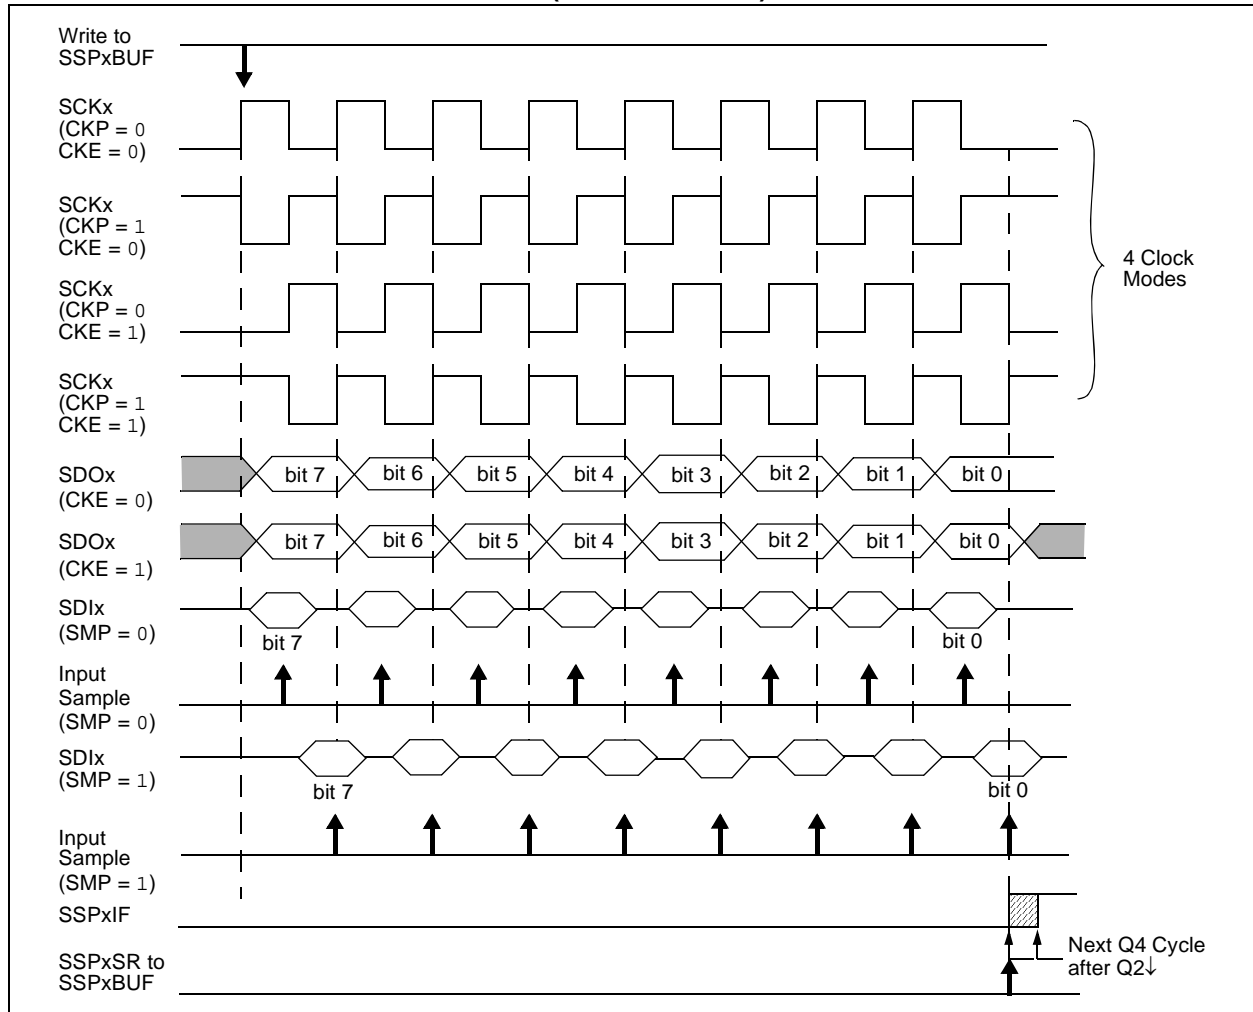 Write to
SSPxBUF
SCKx
(CKP = 0
CKE = 0)
SCKx
(CKP = 1
CKE = 0)
SCKx
(CKP = 0
CKE = 1)
SCKx
(CKP = 1
CKE = 1)
4 Clock
Modes
SDOx
(CKE = 0)
bit 7 bit 6 bit 5 bit 4 bit 3 bit 2 bit 1 bit 0
SDOx
(CKE = 1)
bit 7 bit 6 bit 5 bit 4 bit 3 bit 2 bit 1 bit 0
SDIx
(SMP = 0)
bit 7 bit 0
Input
Sample
(SMP = 0)
SDIx
(SMP = 1)
bit 7 bit 0
Input
Sample
(SMP = 1)
SSPxIF
Next Q4 Cycle
after Q2↓
SSPxSR to
SSPxBUF